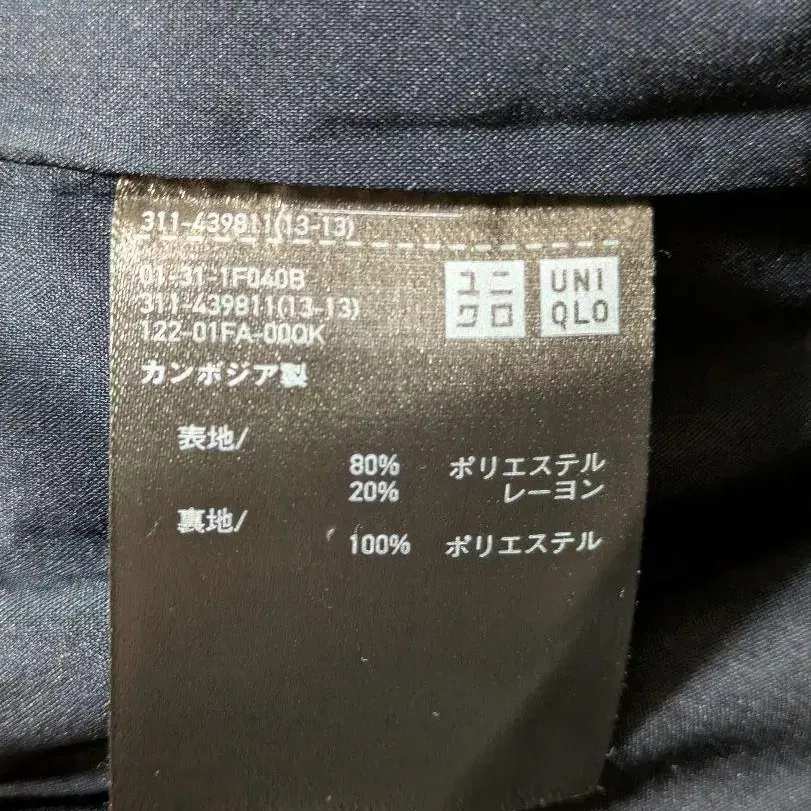 311-439811(13-13)
01-31-1F040B
311-439811(13-13)
122-01FA-00QK
カンボジア製
ユニ
クロ
UNI
QLO
表地/
80% ポリエステル
20% レーヨン
裏地/
100% ポリエステル